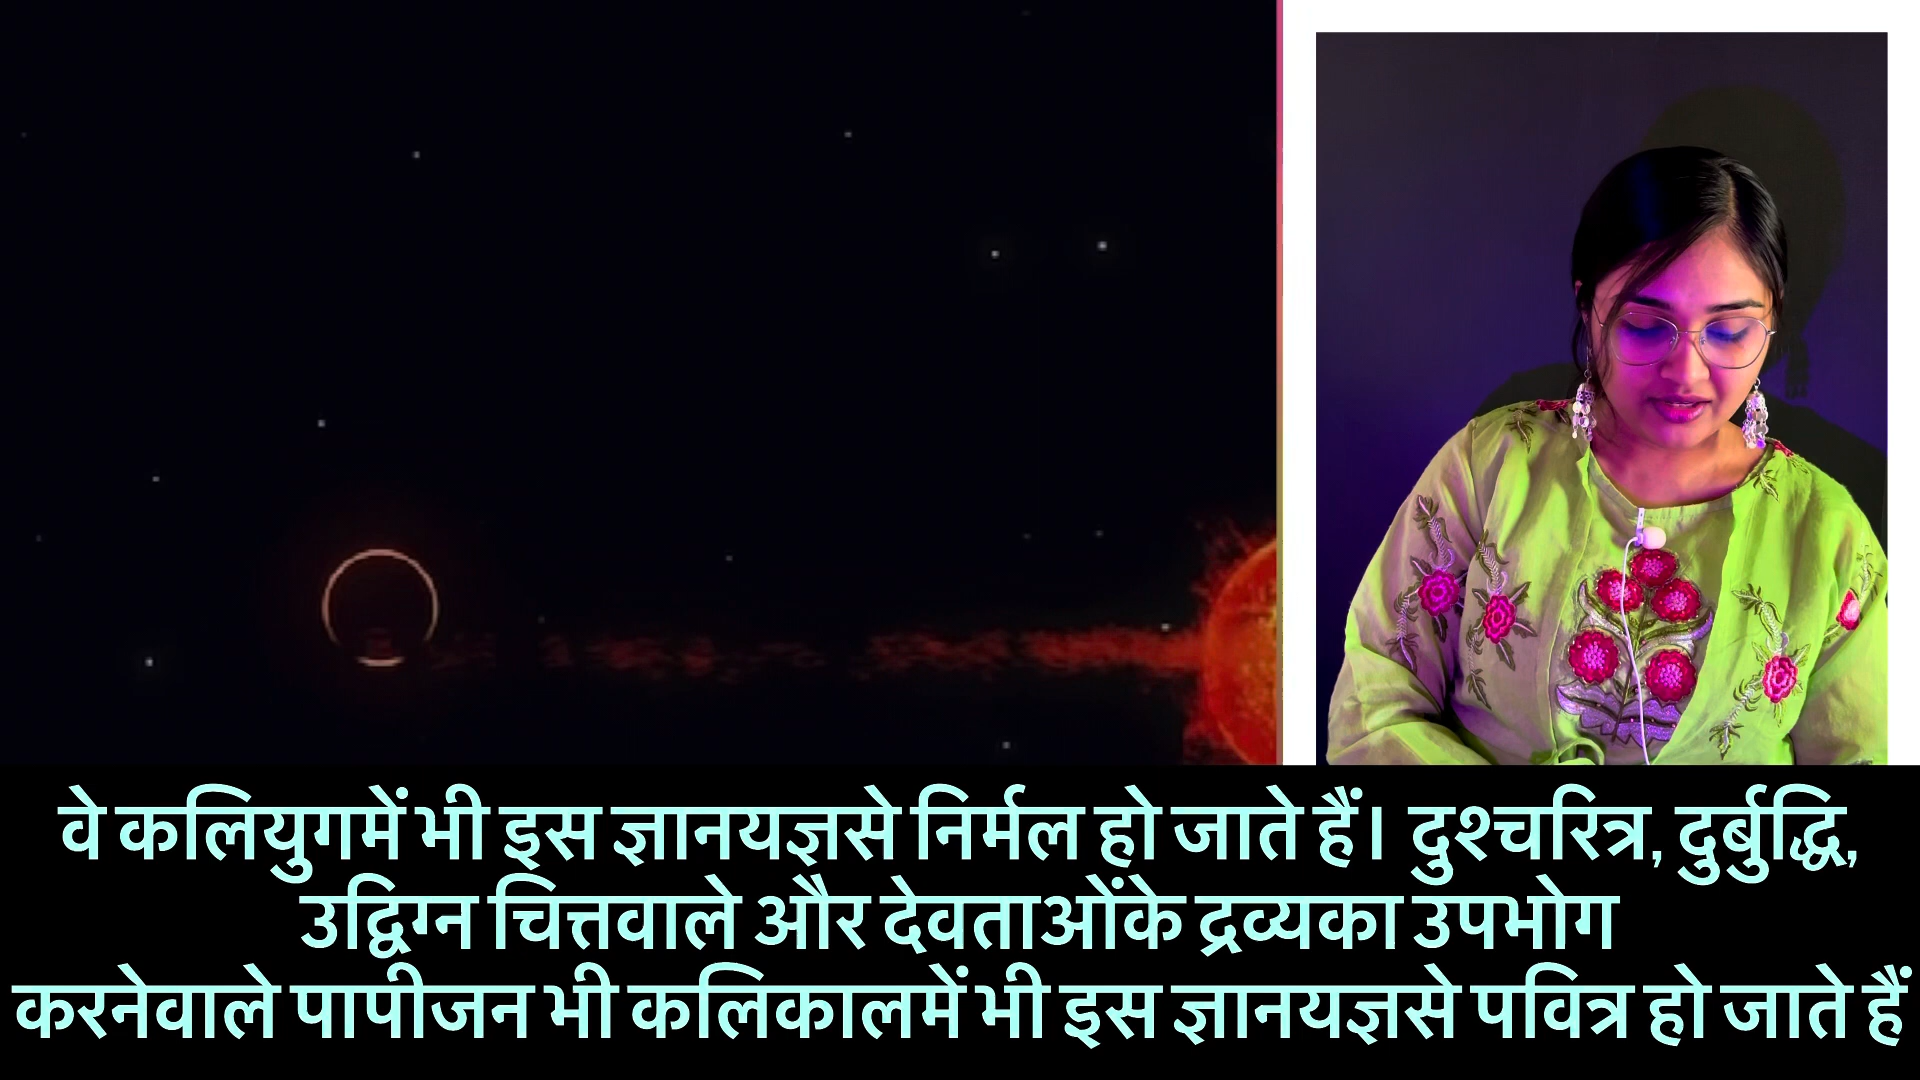 वे कलियुगमें भी इस ज्ञानयज्ञसे निर्मल हो जाते हैं। दुश्चरित्र, दुर्बुद्धि,
उद्विग्न चित्तवाले और देवताओंके द्रव्यका उपभोग
करनेवाले पापीजन भी कलिकालमें भी इस ज्ञानयज्ञसे पवित्र हो जाते हैं